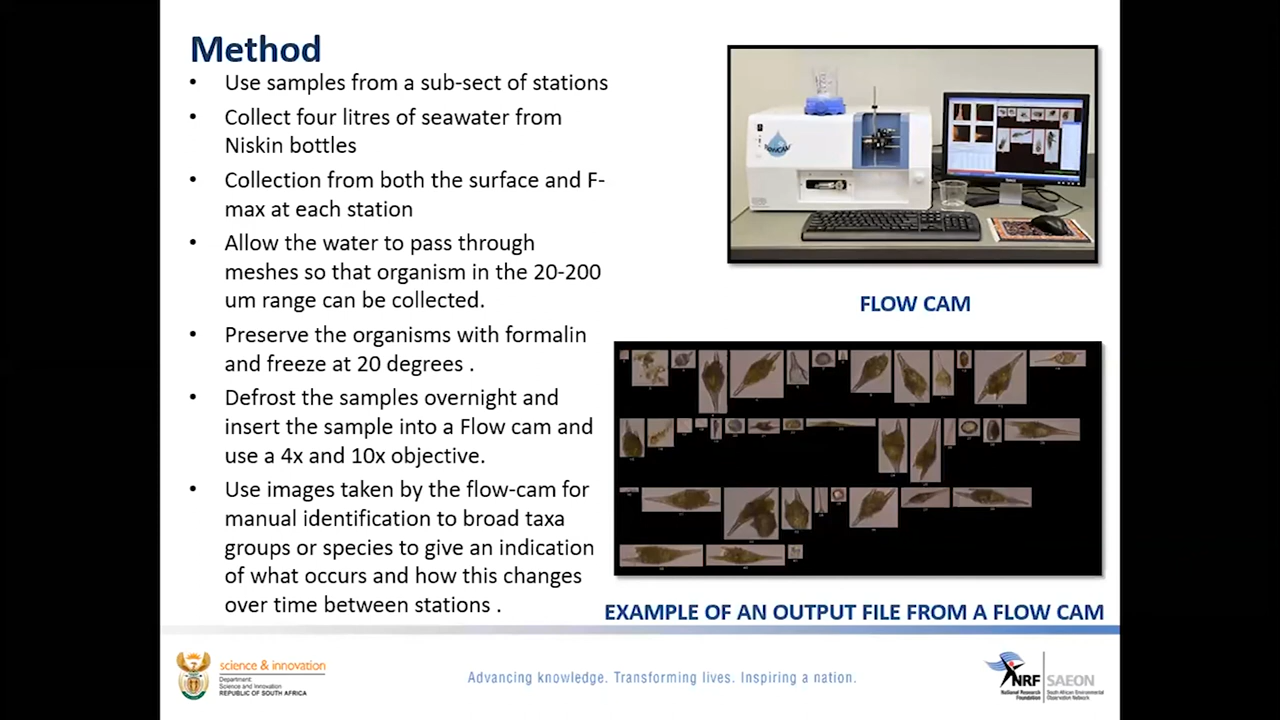 Method
• Use samples from a sub-sect of stations
• Collect four litres of seawater from
Niskin bottles
• Collection from both the surface and F-
max at each station
• Allow the water to pass through
meshes so that organism in the 20-200
um range can be collected.
• Preserve the organisms with formalin
and freeze at 20 degrees .
• Defrost the samples overnight and
insert the sample into a Flow cam and
use a 4x and 10x objective.
• Use images taken by the flow-cam for
manual identification to broad taxa
groups or species to give an indication
of what occurs and how this changes
over time between stations .
FLOW CAM
EXAMPLE OF AN OUTPUT FILE FROM A FLOW CAM
science & innovation
Department:
Science and Innovation
REPUBLIC OF SOUTH AFRICA
Advancing knowledge. Transforming lives. Inspiring a nation.
NRF
National Research
Foundation
SAEON
South African Environmental
Observation Network